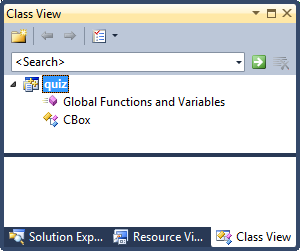 Class View
<Search>
quiz
Global Functions and Variables
CBox
Solution Exp... Resource Vi... Class View